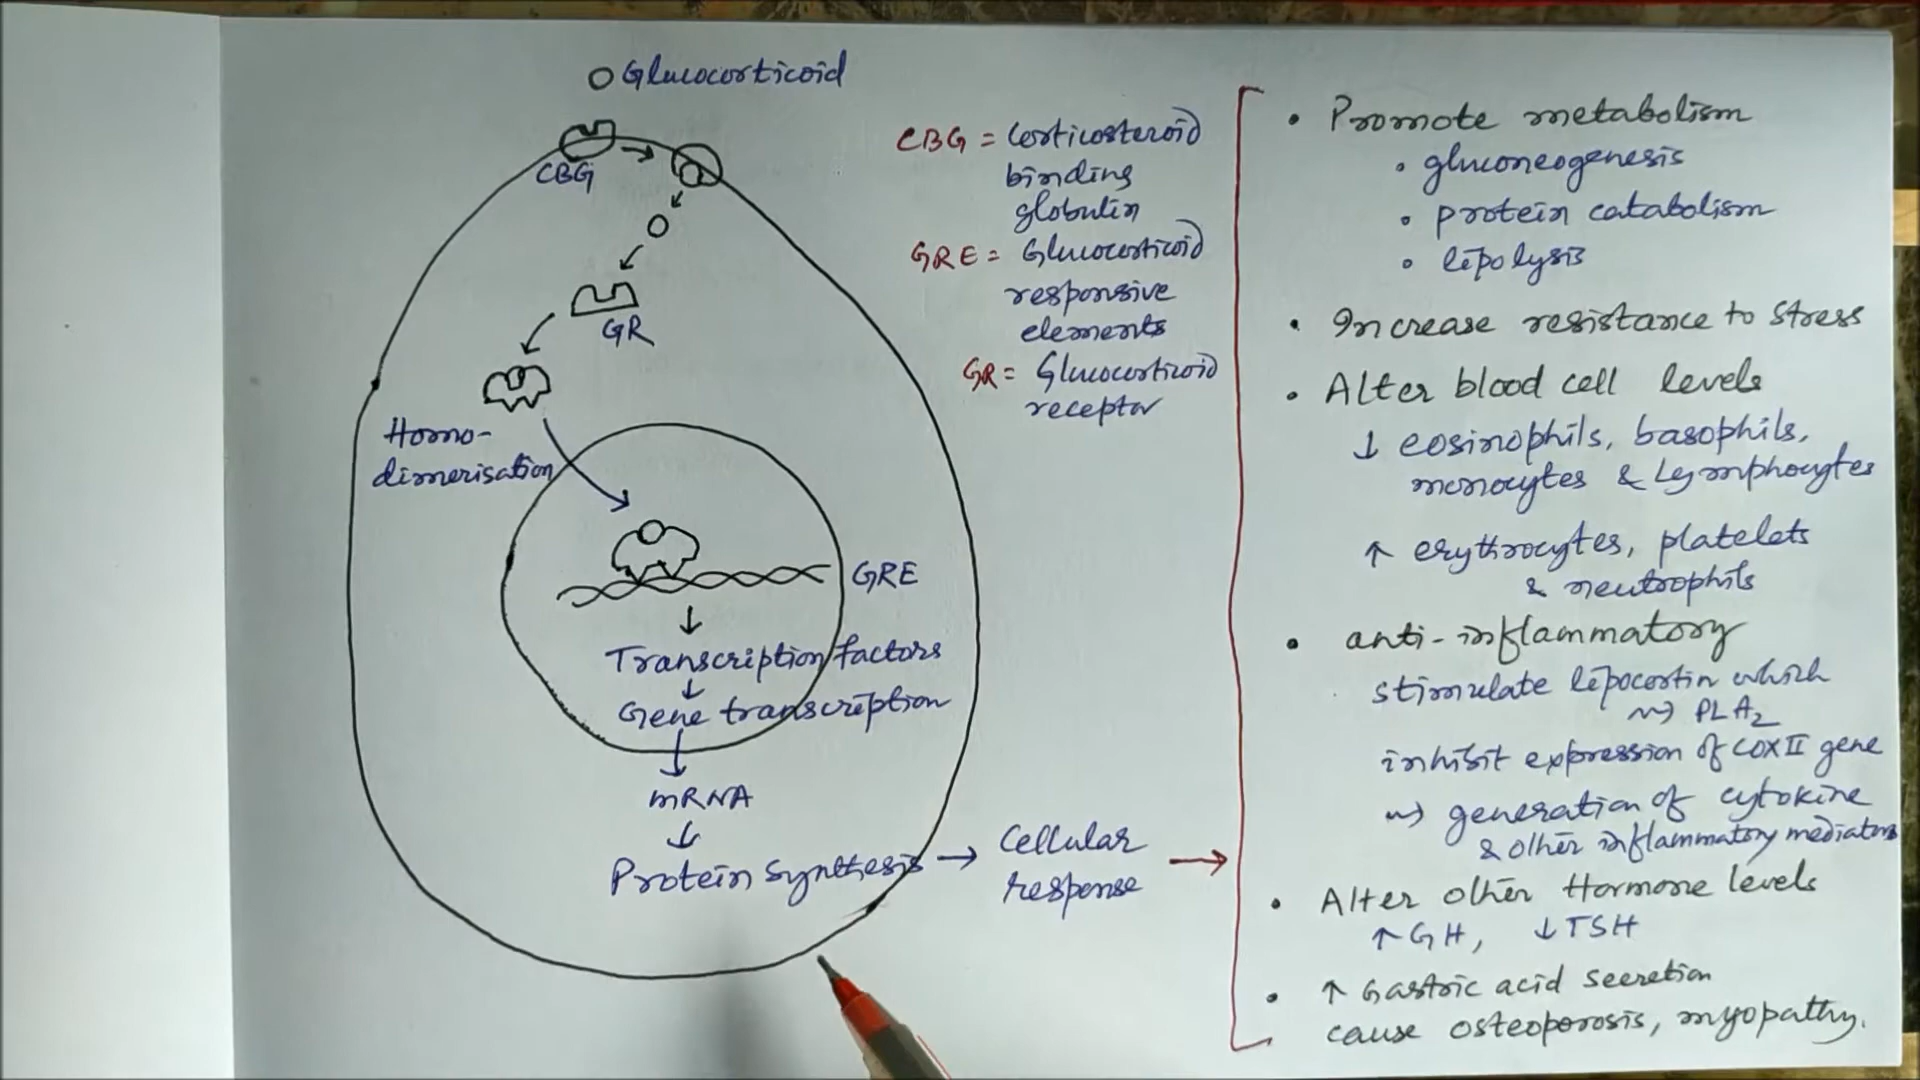 Glucocorticoid
CBG
GR
Homo-
dimerisation
GRE
Transcription factors
Gene transcription
mRNA
Protein synthesis → Cellular
response →
CBG = Corticosteroid
binding
globulin
GRE = Glucocorticoid
responsive
elements
GR = Glucocorticoid
receptor
• Promote metabolism
• gluconeogenesis
• protein catabolism
• lipolysis
• Increase resistance to stress
• Alter blood cell levels
↓ eosinophils, basophils,
monocytes & Lymphocytes
↑ erythrocytes, platelets
& neutrophils
• anti-inflammatory
stimulate lipocortin which
⇝ PLA2
inhibit expression of COX II gene
⇝ generation of cytokine
& other inflammatory mediators
• Alter other Hormone levels
↑ GH, ↓ TSH
• ↑ Gastric acid secretion
cause osteoporosis, myopathy.